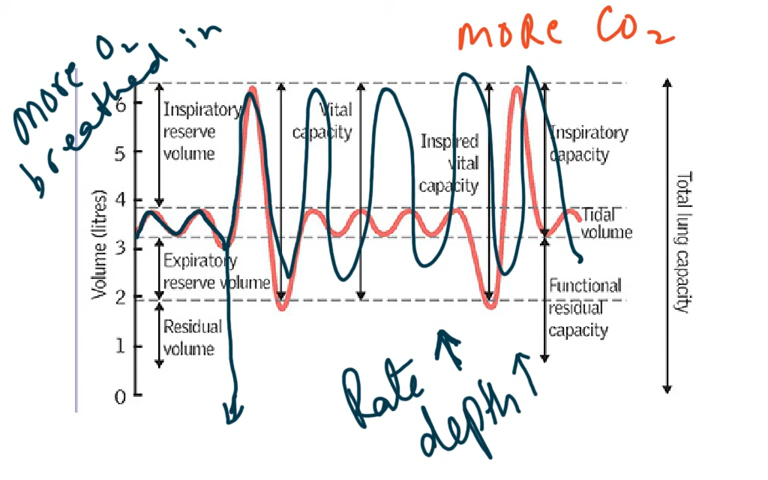 more O2
breathed in
more CO2
Volume (litres)
6
5
4
3
2
1
0
Inspiratory
reserve
volume
Expiratory
reserve volume
Residual
volume
Vital
capacity
Inspired
vital
capacity
Inspiratory
capacity
Tidal
volume
Functional
residual
capacity
Total lung capacity
Rate ↑
depth ↑